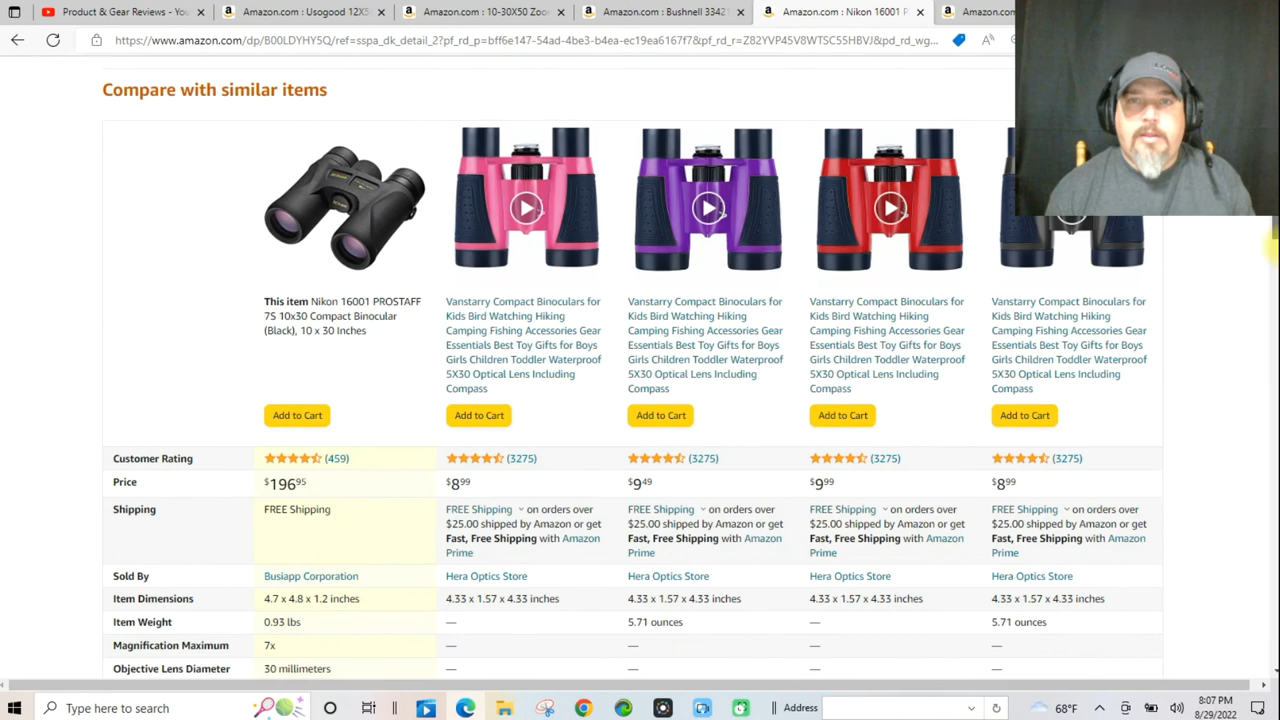 Product & Gear Reviews - You
Amazon.com : Usogood 12X5
Amazon.com : 10-30X50 Zoo
Amazon.com : Bushnell 33421
Amazon.com : Nikon 16001 P
Amazon.com
https://www.amazon.com/dp/B00LDYHY5Q/ref=sspa_dk_detail_2?pf_rd_p=bff6e147-54ad-4be3-b4ea-ec19ea6167f7&pf_rd_r=Z82YVP45V8WTSC55HBVJ&pd_rd_wg...
Compare with similar items
This item Nikon 16001 PROSTAFF
7S 10x30 Compact Binocular
(Black), 10 x 30 Inches
Vanstarry Compact Binoculars for
Kids Bird Watching Hiking
Camping Fishing Accessories Gear
Essentials Best Toy Gifts for Boys
Girls Children Toddler Waterproof
5X30 Optical Lens Including
Compass
Vanstarry Compact Binoculars for
Kids Bird Watching Hiking
Camping Fishing Accessories Gear
Essentials Best Toy Gifts for Boys
Girls Children Toddler Waterproof
5X30 Optical Lens Including
Compass
Vanstarry Compact Binoculars for
Kids Bird Watching Hiking
Camping Fishing Accessories Gear
Essentials Best Toy Gifts for Boys
Girls Children Toddler Waterproof
5X30 Optical Lens Including
Compass
Vanstarry Compact Binoculars for
Kids Bird Watching Hiking
Camping Fishing Accessories Gear
Essentials Best Toy Gifts for Boys
Girls Children Toddler Waterproof
5X30 Optical Lens Including
Compass
Add to Cart Add to Cart Add to Cart Add to Cart Add to Cart
Customer Rating (459) (3275) (3275) (3275) (3275)
Price $19695 $899 $949 $999 $899
Shipping FREE Shipping
FREE Shipping on orders over
$25.00 shipped by Amazon or get
Fast, Free Shipping with Amazon
Prime
FREE Shipping on orders over
$25.00 shipped by Amazon or get
Fast, Free Shipping with Amazon
Prime
FREE Shipping on orders over
$25.00 shipped by Amazon or get
Fast, Free Shipping with Amazon
Prime
FREE Shipping on orders over
$25.00 shipped by Amazon or get
Fast, Free Shipping with Amazon
Prime
Sold By Busiapp Corporation Hera Optics Store Hera Optics Store Hera Optics Store Hera Optics Store
Item Dimensions 4.7 x 4.8 x 1.2 inches 4.33 x 1.57 x 4.33 inches 4.33 x 1.57 x 4.33 inches 4.33 x 1.57 x 4.33 inches 4.33 x 1.57 x 4.33 inches
Item Weight 0.93 lbs — 5.71 ounces — 5.71 ounces
Magnification Maximum 7x — — — —
Objective Lens Diameter 30 millimeters — — — —
Type here to search
Address
68°F
8:07 PM
8/29/2022